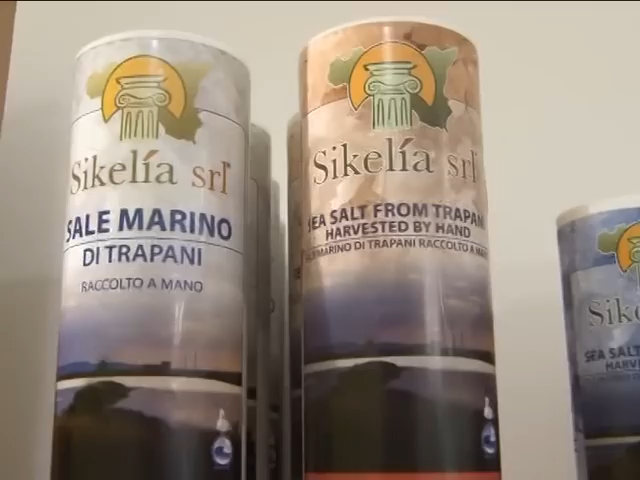 Sikelía srl
SALE MARINO
DI TRAPANI
RACCOLTO A MANO
Sikelía srl
SEA SALT FROM TRAPANI
HARVESTED BY HAND
SALE MARINO DI TRAPANI RACCOLTO A MANO
SEA SALT